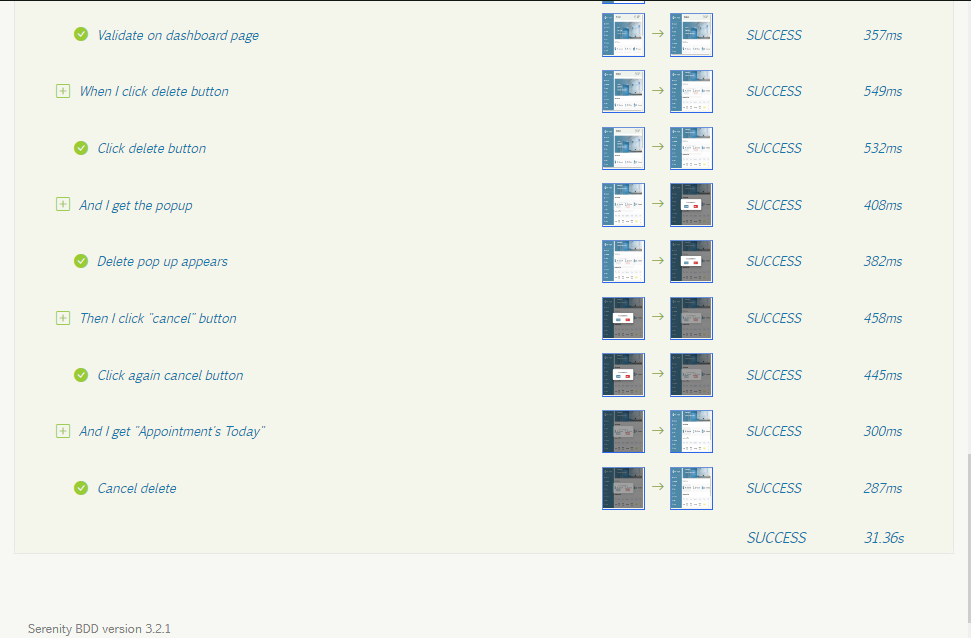 Validate on dashboard page SUCCESS 357ms
When I click delete button SUCCESS 549ms
Click delete button SUCCESS 532ms
And I get the popup SUCCESS 408ms
Delete pop up appears SUCCESS 382ms
Then I click "cancel" button SUCCESS 458ms
Click again cancel button SUCCESS 445ms
And I get "Appointment's Today" SUCCESS 300ms
Cancel delete SUCCESS 287ms
SUCCESS 31.36s
Serenity BDD version 3.2.1